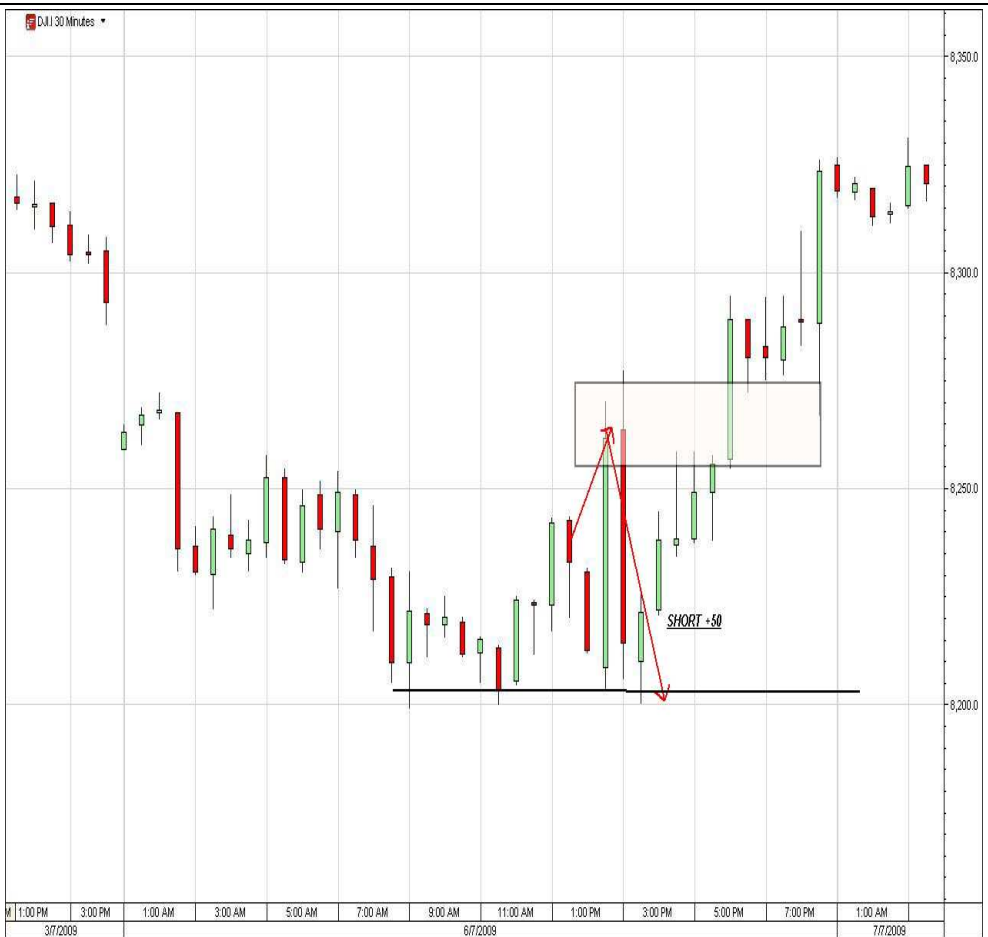 DJI.I 30 Minutes
8,350.0
8,300.0
8,250.0
SHORT +50
8,200.0
M 1:00 PM 3:00 PM 1:00 AM 3:00 AM 5:00 AM 7:00 AM 9:00 AM 11:00 AM 1:00 PM 3:00 PM 5:00 PM 7:00 PM 1:00 AM
3/7/2009 6/7/2009 7/7/2009